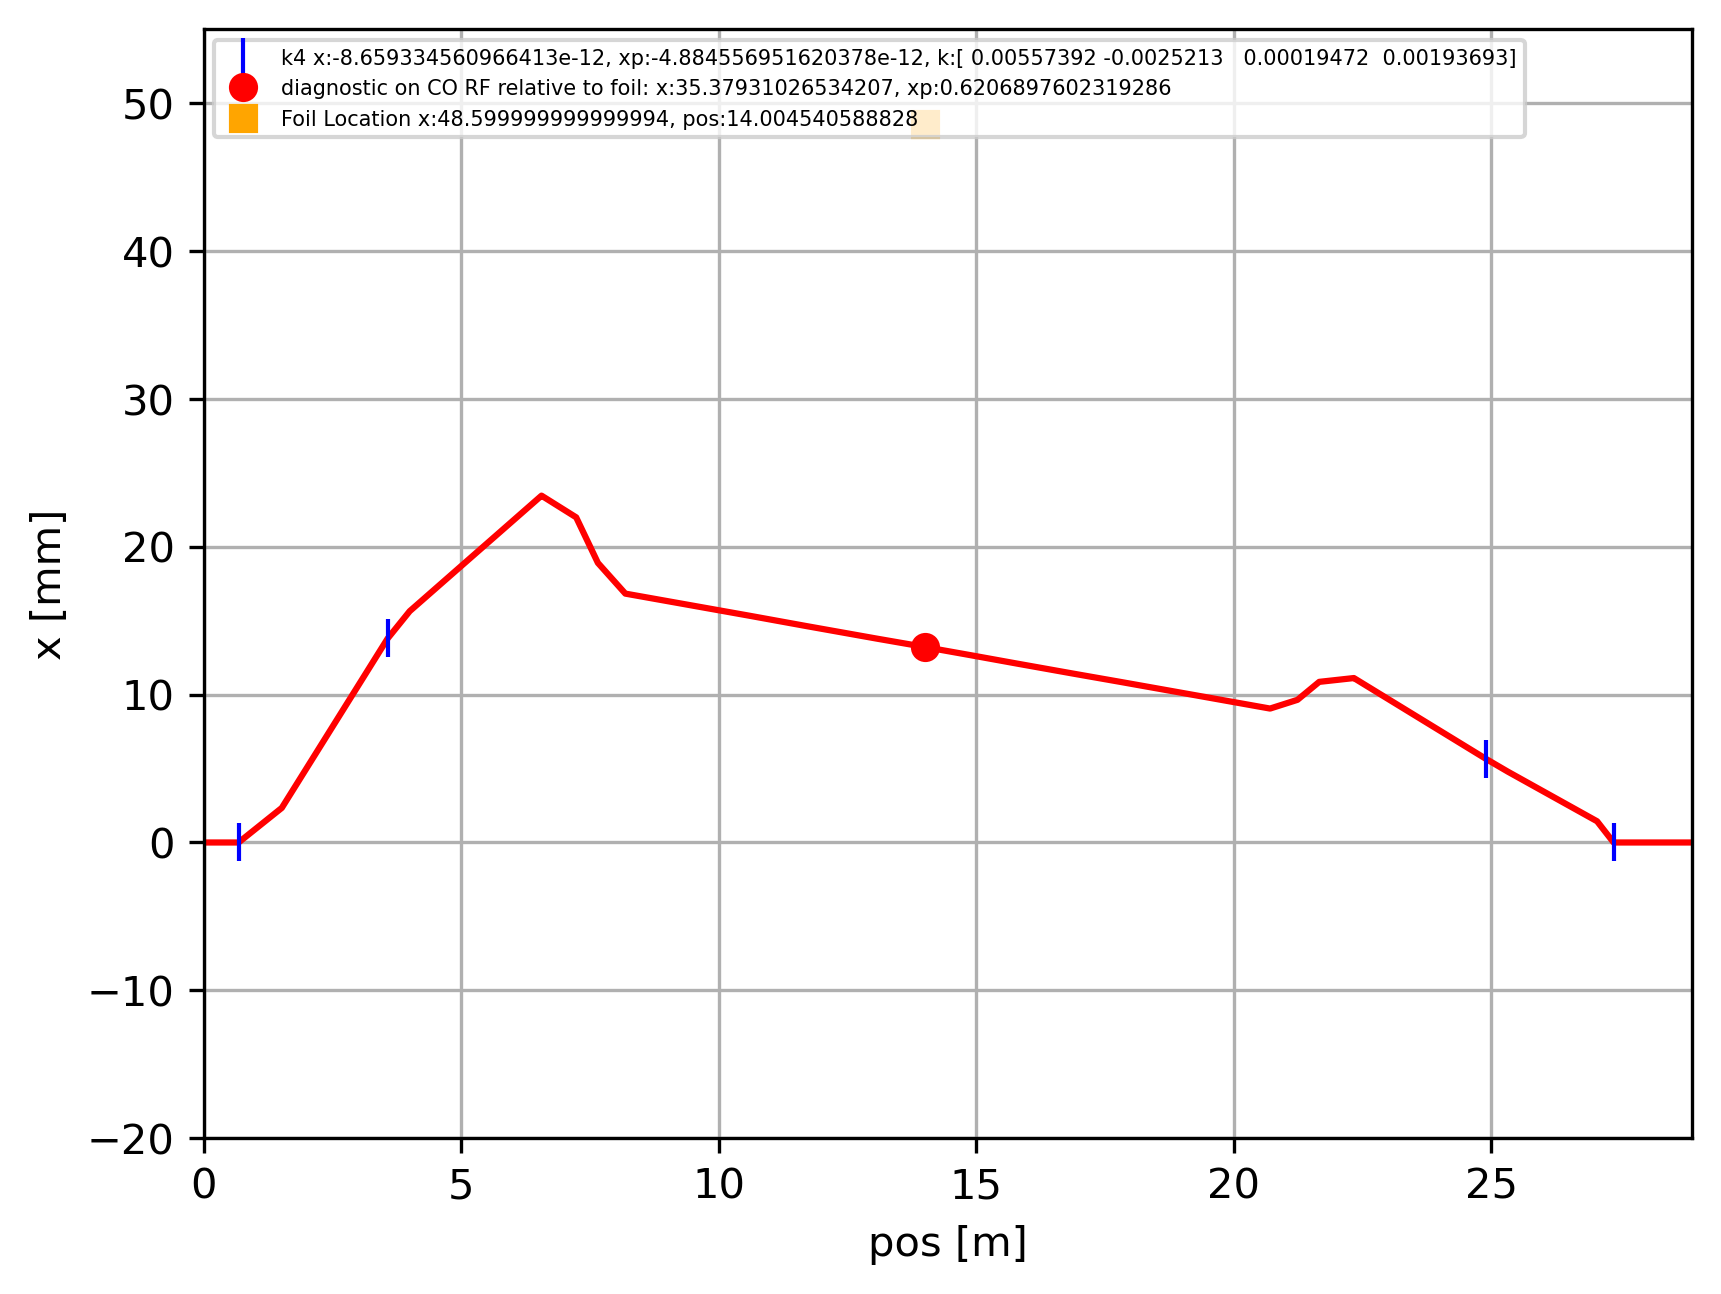 k4 x:-8.659334560966413e-12, xp:-4.884556951620378e-12, k:[ 0.00557392 -0.0025213 0.00019472 0.00193693]
diagnostic on CO RF relative to foil: x:35.37931026534207, xp:0.6206897602319286
Foil Location x:48.599999999999994, pos:14.004540588828
50
40
30
20
10
0
−10
−20
x [mm]
0 5 10 15 20 25
pos [m]